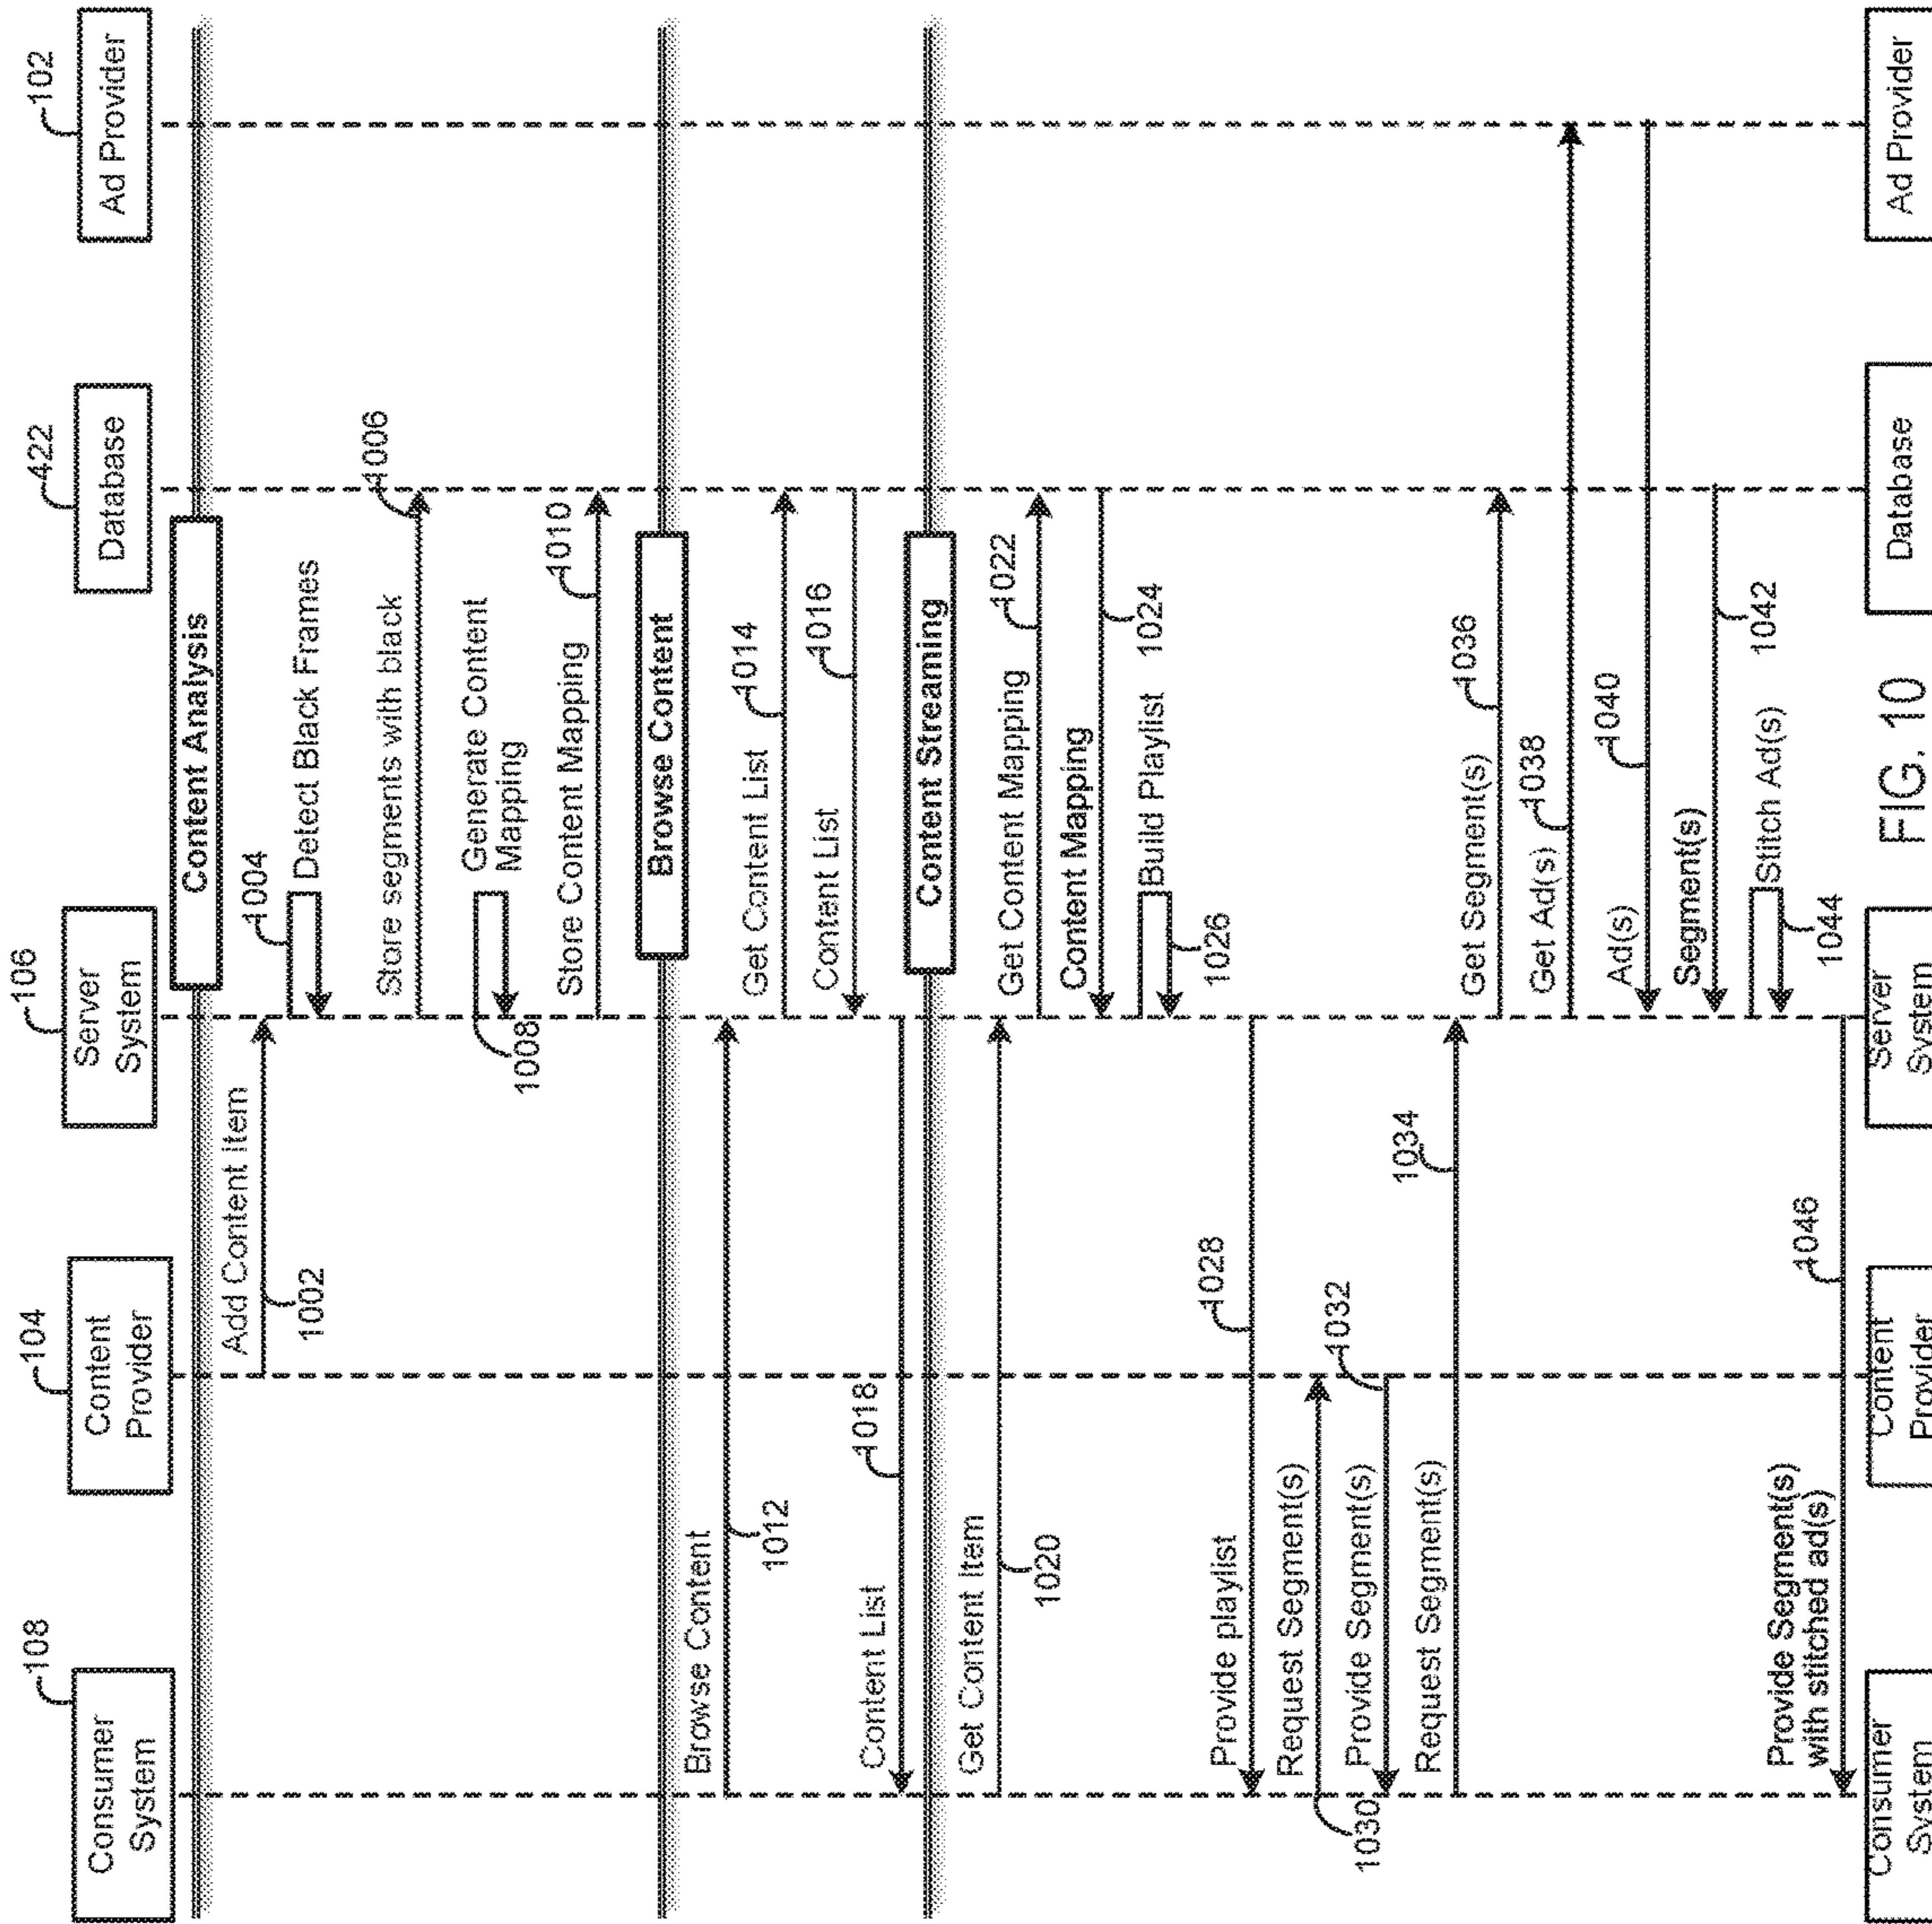 108
Consumer
System
104
Content
Provider
106
Server
System
422
Database
102
Ad Provider
Content Analysis
Add Content Item
1002
1004
Detect Black Frames
Store segments with black
1006
Generate Content
Mapping
1008
Store Content Mapping
1010
Browse Content
Browse Content
1012
Get Content List
1014
Content List
1016
Content List
1018
Content Streaming
Get Content Item
1020
Get Content Mapping
1022
Content Mapping
1024
Build Playlist
1026
Provide playlist
1028
Request Segment(s)
1030
Provide Segment(s)
1032
Request Segment(s)
1034
Get Segment(s)
1036
Get Ad(s)
1038
Ad(s)
1040
Segment(s)
1042
Stitch Ad(s)
1044
Provide Segment(s)
with stitched ad(s)
1046
Consumer
System
Content
Provider
Server
System
Database
Ad Provider
FIG. 10